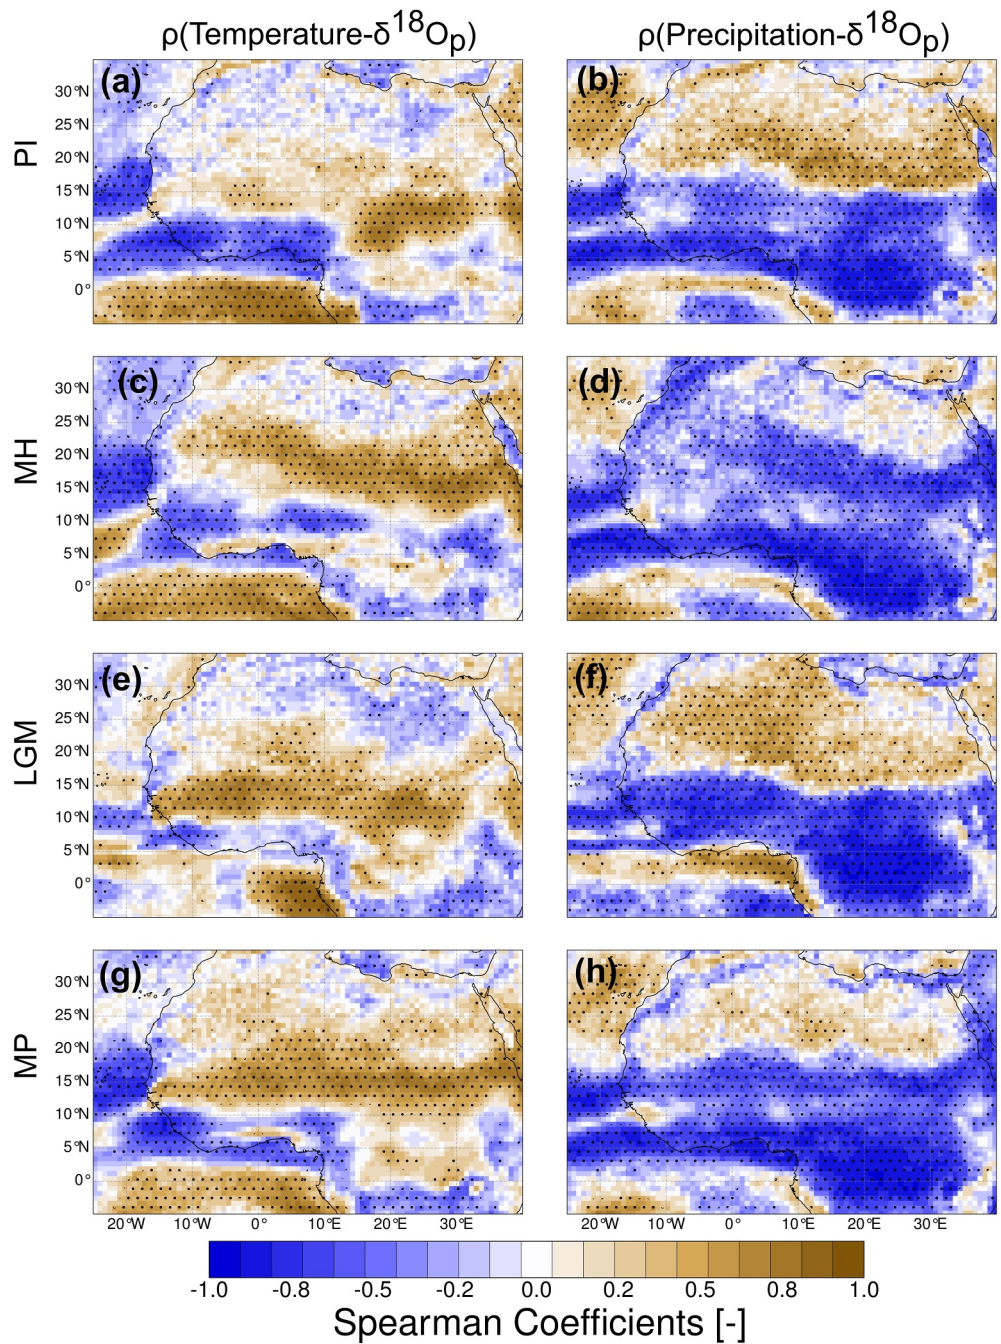 ρ(Temperature-δ¹⁸Oₚ) ρ(Precipitation-δ¹⁸Oₚ)
PI
(a) (b)
30°N
25°N
20°N
15°N
10°N
5°N
0°
MH
(c) (d)
30°N
25°N
20°N
15°N
10°N
5°N
0°
LGM
(e) (f)
30°N
25°N
20°N
15°N
10°N
5°N
0°
MP
(g) (h)
30°N
25°N
20°N
15°N
10°N
5°N
0°
20°W 10°W 0° 10°E 20°E 30°E 20°W 10°W 0° 10°E 20°E 30°E
-1.0 -0.8 -0.5 -0.2 0.0 0.2 0.5 0.8 1.0
Spearman Coefficients [-]